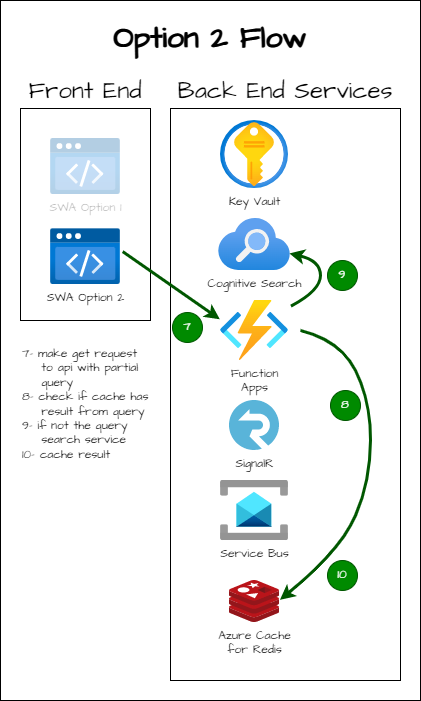 Option 2 Flow
Front End
Back End Services
SWA Option 1
SWA Option 2
Key Vault
Cognitive Search
9
7
Function
Apps
8
SignalR
Service Bus
10
Azure Cache
for Redis
7- make get request
to api with partial
query
8- check if cache has
result from query
9- if not the query
search service
10- cache result